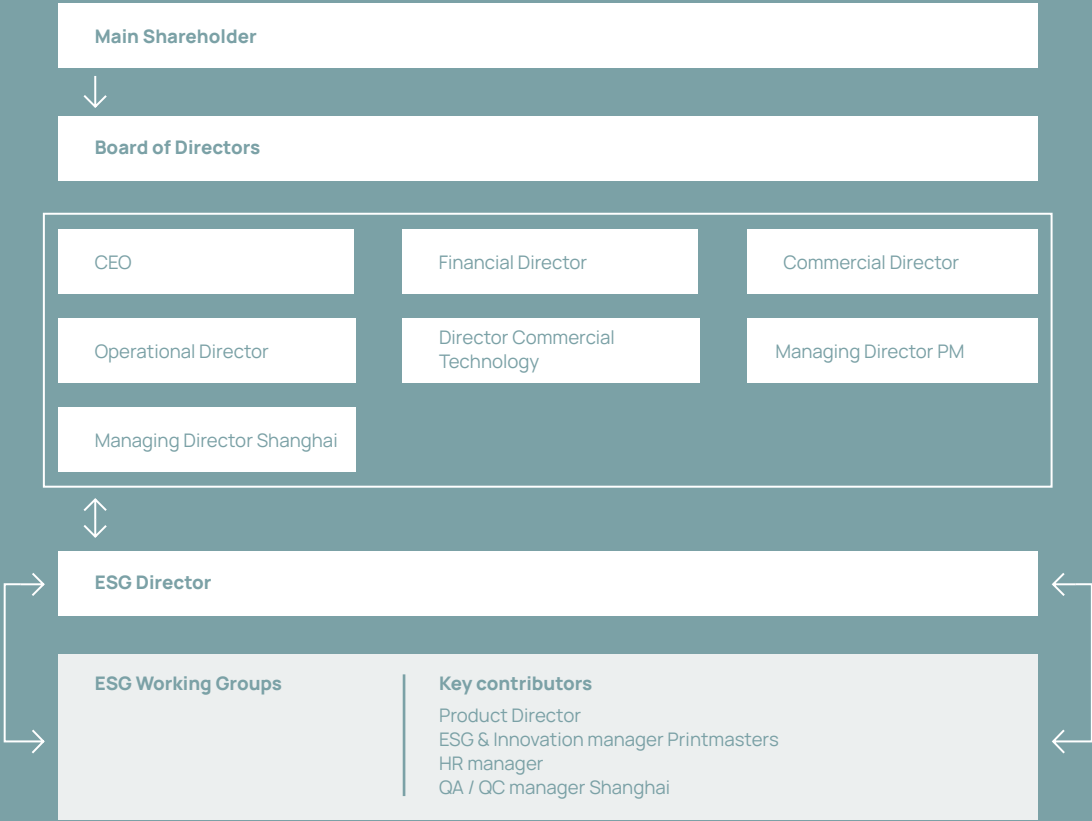 Main Shareholder
Board of Directors
CEO
Financial Director
Commercial Director
Operational Director
Director Commercial
Technology
Managing Director PM
Managing Director Shanghai
ESG Director
ESG Working Groups
Key contributors
Product Director
ESG & Innovation manager Printmasters
HR manager
QA / QC manager Shanghai